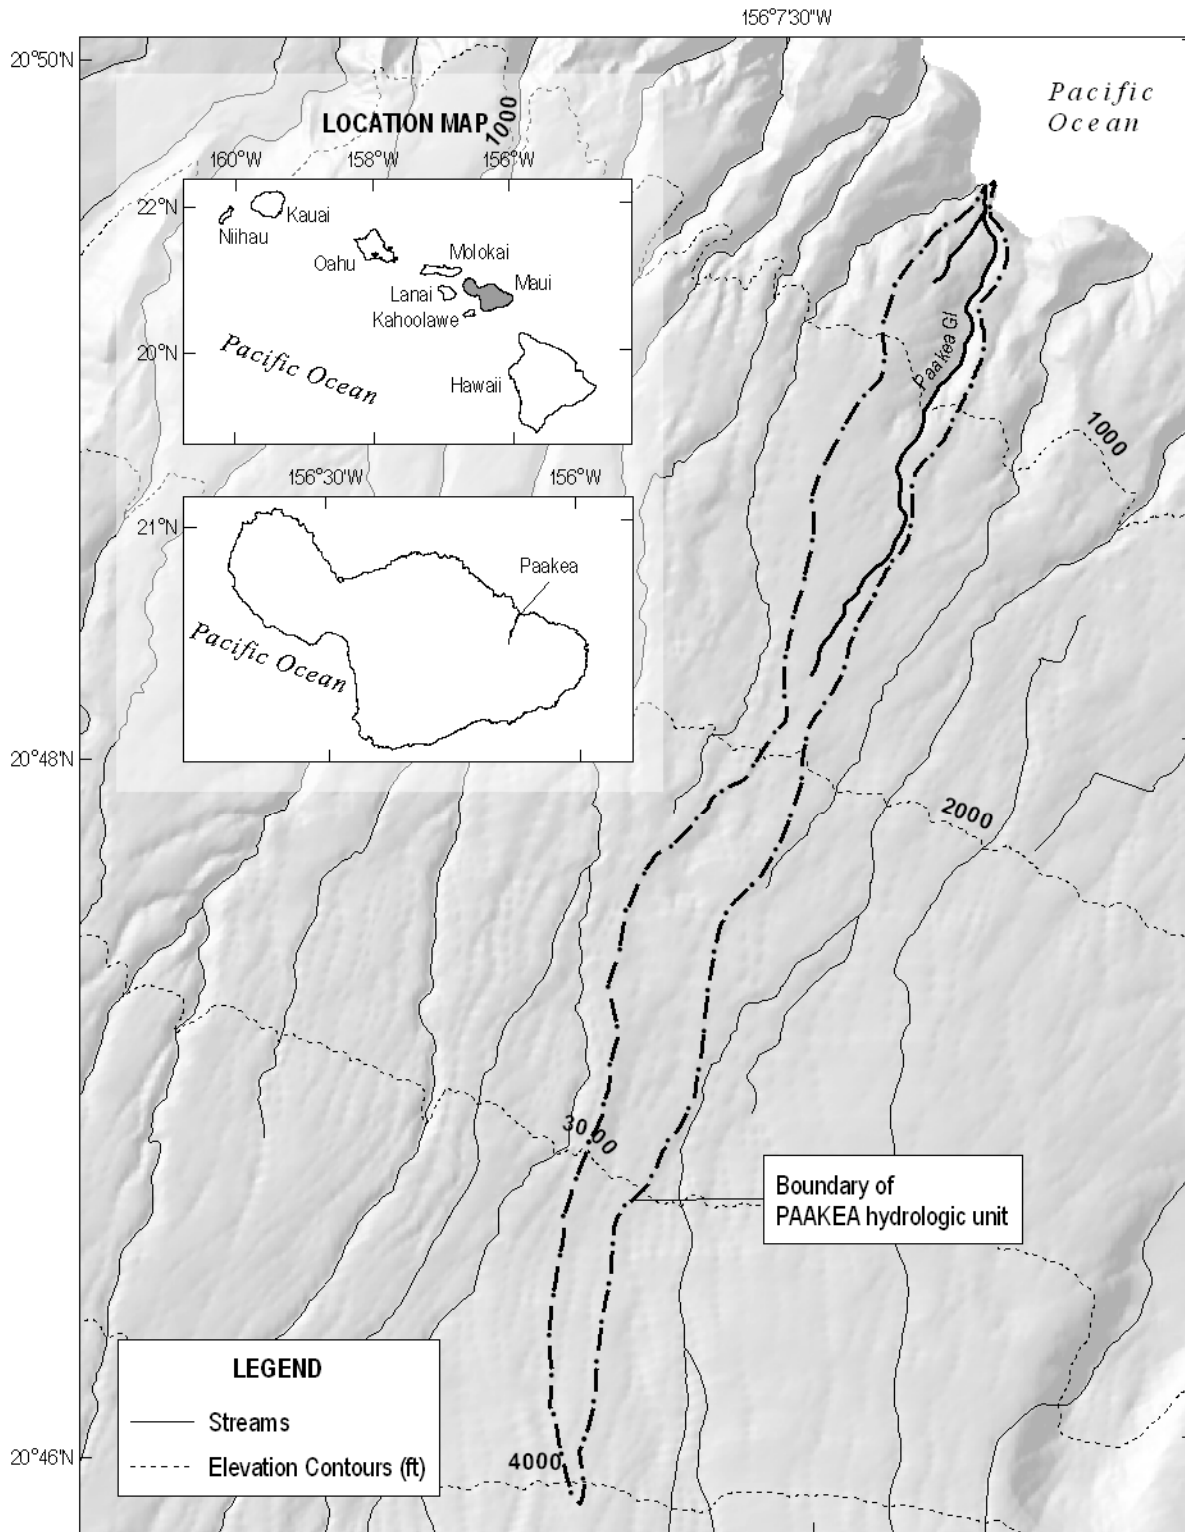 156°7'30"W
20°50'N
Pacific
Ocean
1000
LOCATION MAP
160°W 158°W 156°W
22°N
Kauai
Niihau
Oahu
Molokai
Lanai
Maui
Kahoolawe
20°N
Pacific Ocean
Hawaii
Paakea Gl
1000
156°30'W 156°W
21°N
Paakea
Pacific Ocean
20°48'N
2000
3000
Boundary of
PAAKEA hydrologic unit
LEGEND
Streams
Elevation Contours (ft)
20°46'N
4000